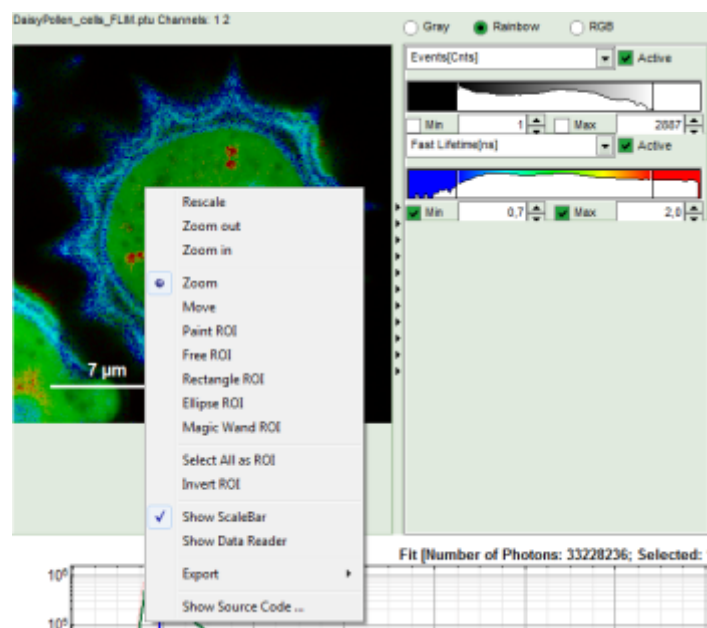 DaisyPollen_cells_FLIM.ptu Channels: 1 2
Gray Rainbow RGB
Events[Cnts] Active
Min 1 Max 2887
Fast Lifetime[ns] Active
Min 0,7 Max 2,0
7 µm
Rescale
Zoom out
Zoom in
Zoom
Move
Paint ROI
Free ROI
Rectangle ROI
Ellipse ROI
Magic Wand ROI
Select All as ROI
Invert ROI
Show ScaleBar
Show Data Reader
Export
Show Source Code ...
Fit [Number of Photons: 33228236; Selected:
10⁶
10⁵